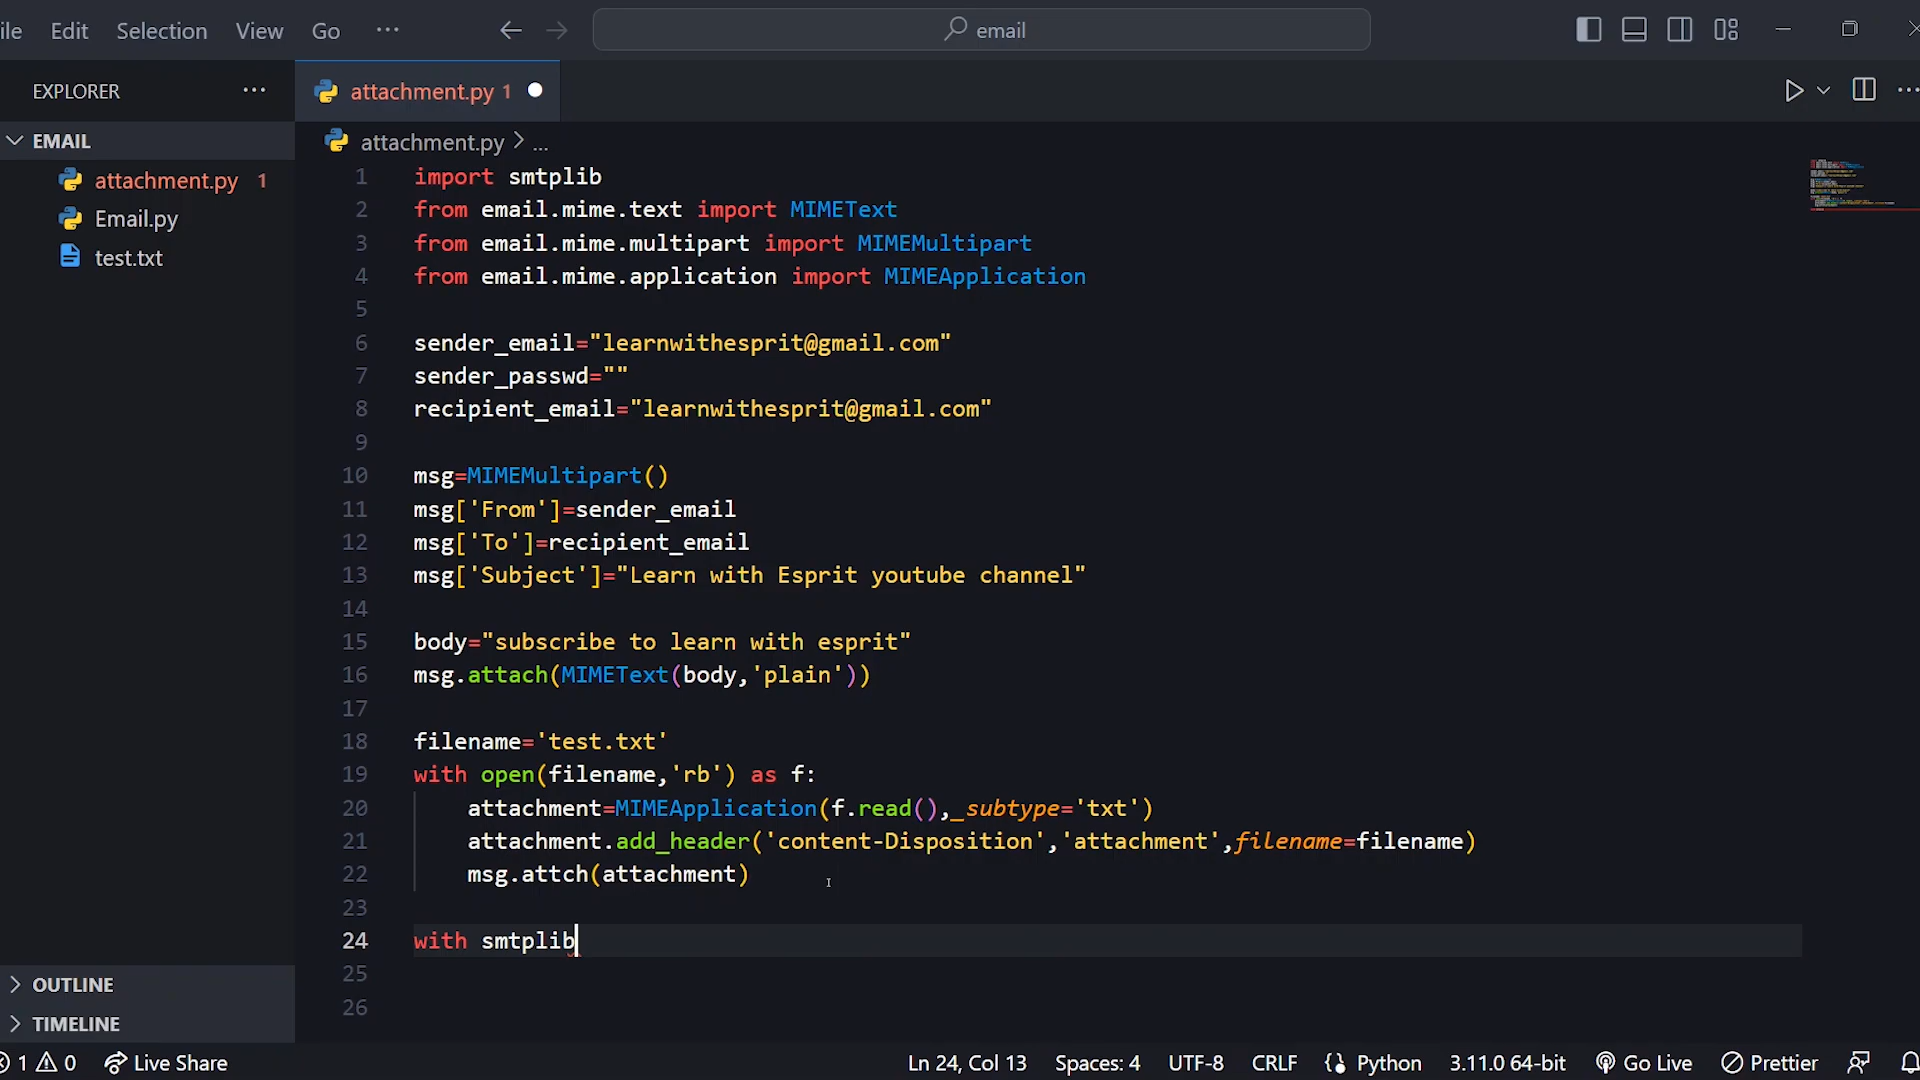 ile Edit Selection View Go ··· email
EXPLORER ···
attachment.py 1
EMAIL
attachment.py 1
Email.py
test.txt
attachment.py > ...
1 import smtplib
2 from email.mime.text import MIMEText
3 from email.mime.multipart import MIMEMultipart
4 from email.mime.application import MIMEApplication
5
6 sender_email="learnwithesprit@gmail.com"
7 sender_passwd=""
8 recipient_email="learnwithesprit@gmail.com"
9
10 msg=MIMEMultipart()
11 msg['From']=sender_email
12 msg['To']=recipient_email
13 msg['Subject']="Learn with Esprit youtube channel"
14
15 body="subscribe to learn with esprit"
16 msg.attach(MIMEText(body,'plain'))
17
18 filename='test.txt'
19 with open(filename,'rb') as f:
20     attachment=MIMEApplication(f.read(),_subtype='txt')
21     attachment.add_header('content-Disposition','attachment',filename=filename)
22     msg.attch(attachment)
23
24 with smtplib
25
26
OUTLINE
TIMELINE
1 0 Live Share Ln 24, Col 13 Spaces: 4 UTF-8 CRLF Python 3.11.0 64-bit Go Live Prettier